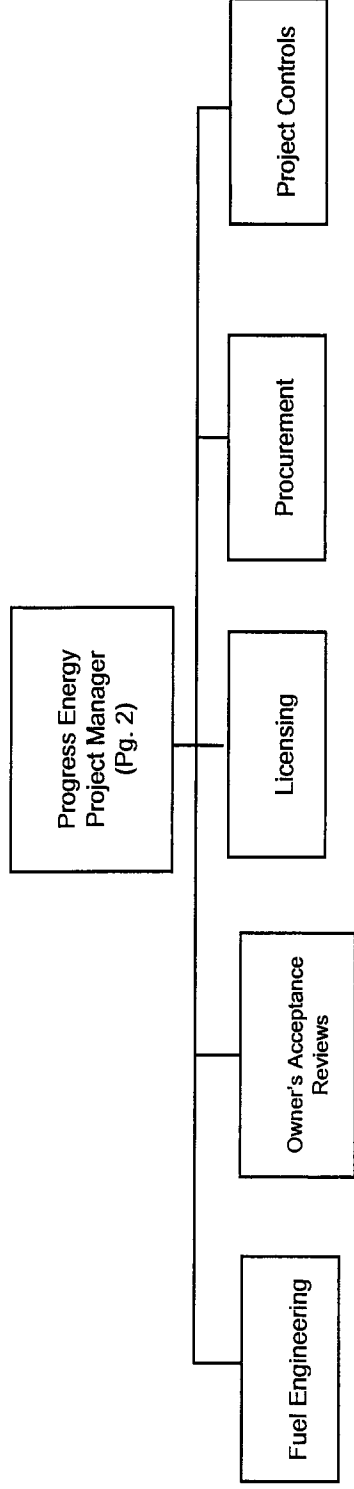 Progress Energy
Project Manager
(Pg. 2)
Fuel Engineering
Owner's Acceptance
Reviews
Licensing
Procurement
Project Controls